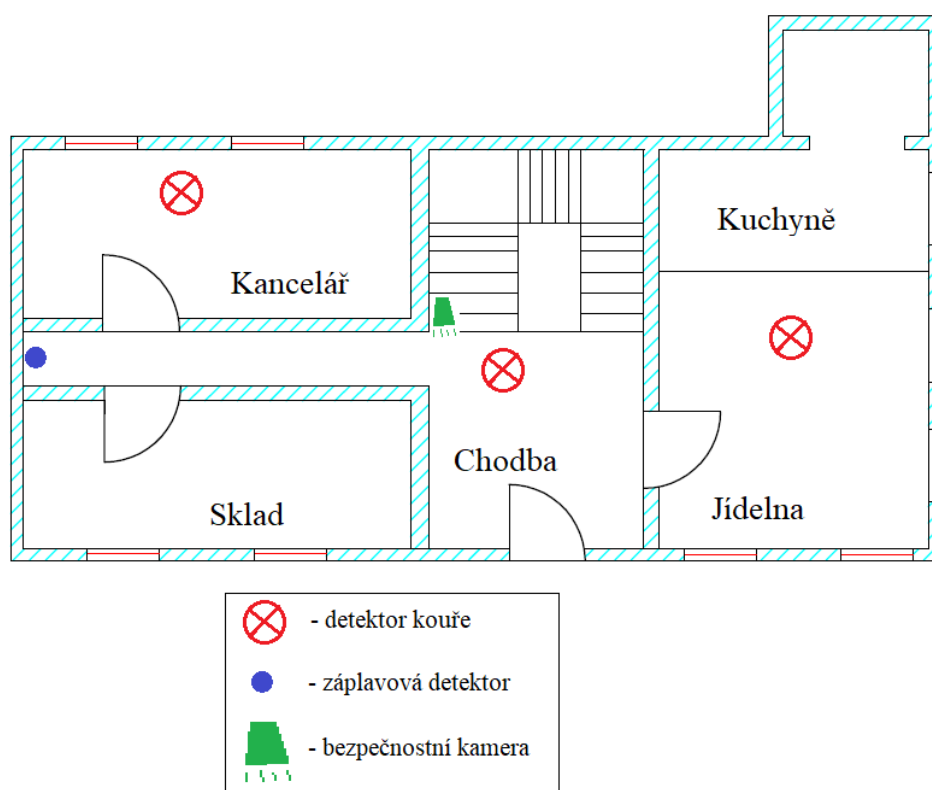 Kuchyně
Kancelář
Chodba
Sklad
Jídelna
- detektor kouře
- záplavová detektor
- bezpečnostní kamera